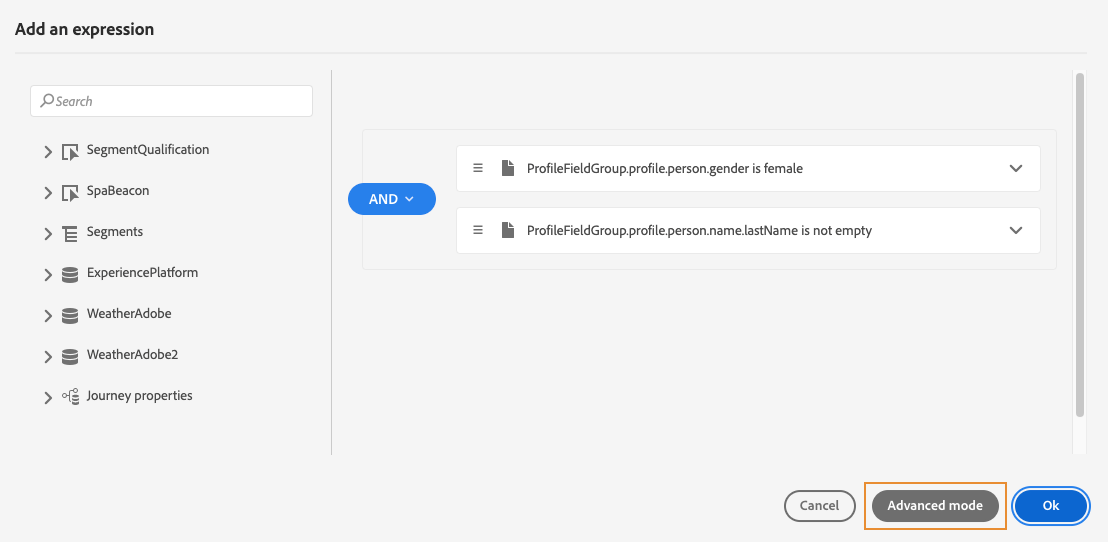 Add an expression
Search
SegmentQualification
SpaBeacon
Segments
ExperiencePlatform
WeatherAdobe
WeatherAdobe2
Journey properties
AND
ProfileFieldGroup.profile.person.gender is female
ProfileFieldGroup.profile.person.name.lastName is not empty
Cancel
Advanced mode
Ok